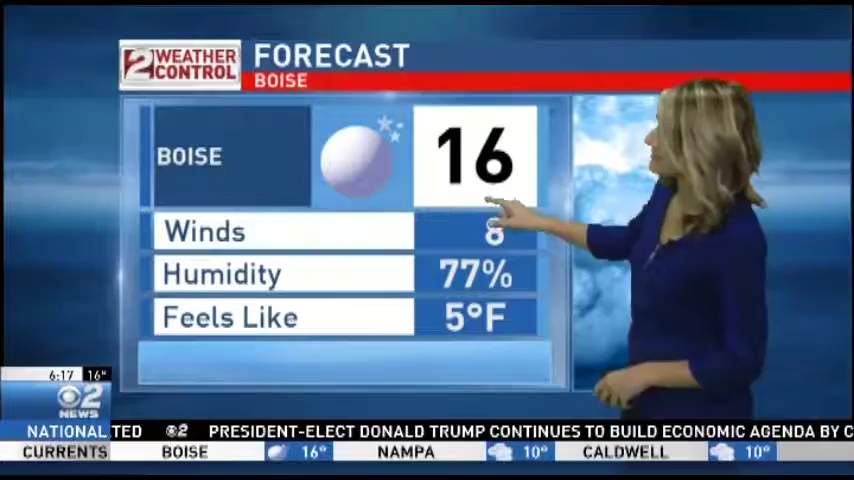 2 WEATHER CONTROL
FORECAST
BOISE
BOISE
16
Winds 8
Humidity 77%
Feels Like 5°F
6:17 16°
2
NEWS
NATIONAL TED 2 PRESIDENT-ELECT DONALD TRUMP CONTINUES TO BUILD ECONOMIC AGENDA BY C
CURRENTS BOISE 16° NAMPA 10° CALDWELL 10°